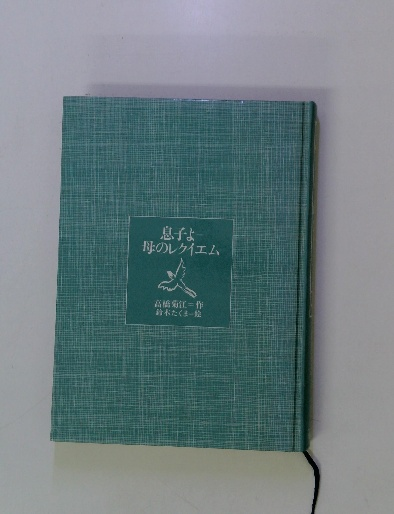 息子よ
母のレクイエム
高橋菊江=作
鈴木たくま=絵